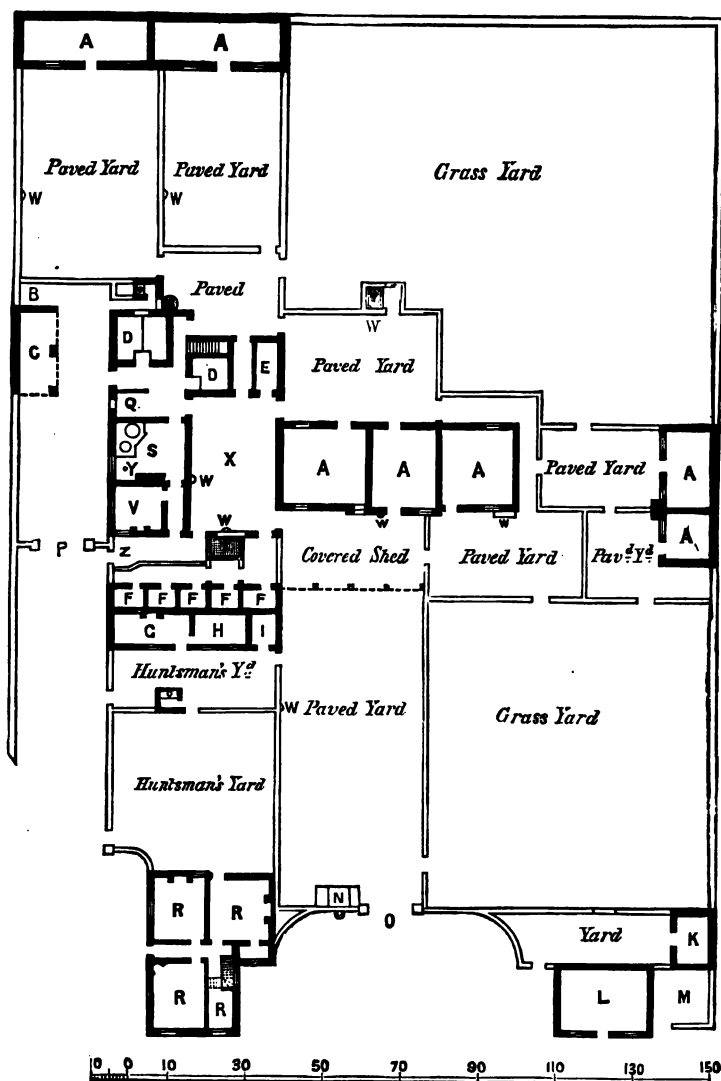 A A
Paved Yard Paved Yard Grass Yard
W W
Paved
B
W
D C D E Paved Yard
Q
S X A A A Paved Yard A
Y W
V W W W A
P Z Covered Shed Paved Yard Pavd. Yd.
F F F F F
G H I
Huntsman's Yd.
W Paved Yard Grass Yard
Huntsman's Yard
R R N O
Yard K
R R L M
10 0 10 30 50 70 90 110 130 150